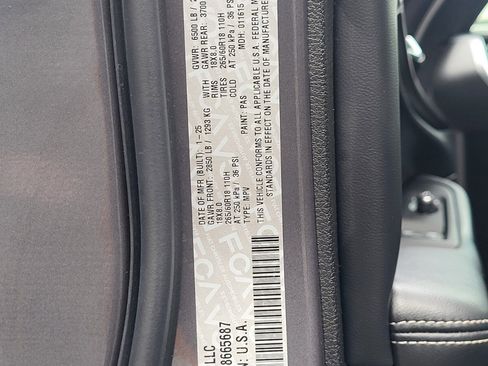 LLC
8665687
N: U.S.A.
DATE OF MFR (BUILT): 1-25 GVWR: 6500 LB /
GAWR FRONT: 2850 LB / 1293 KG WITH GAWR REAR: 3700
18X8.0 RIMS 18X8.0
265/60R18 110H TIRES 265/60R18 110H
AT 250 kPa / 36 PSI COLD AT 250 kPa / 36 PSI
TYPE: MPV PAINT: PAS MDH: 011615
THIS VEHICLE CONFORMS TO ALL APPLICABLE U.S.A. FEDERAL
STANDARDS IN EFFECT ON THE DATE OF MANUFACTURE
FCA